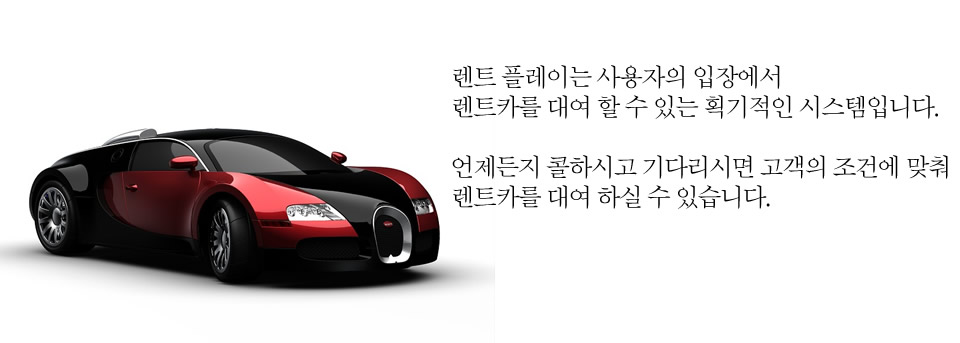 렌트 플레이는 사용자의 입장에서
렌트카를 대여 할 수 있는 획기적인 시스템입니다.
언제든지 콜하시고 기다리시면 고객의 조건에 맞춰
렌트카를 대여 하실 수 있습니다.